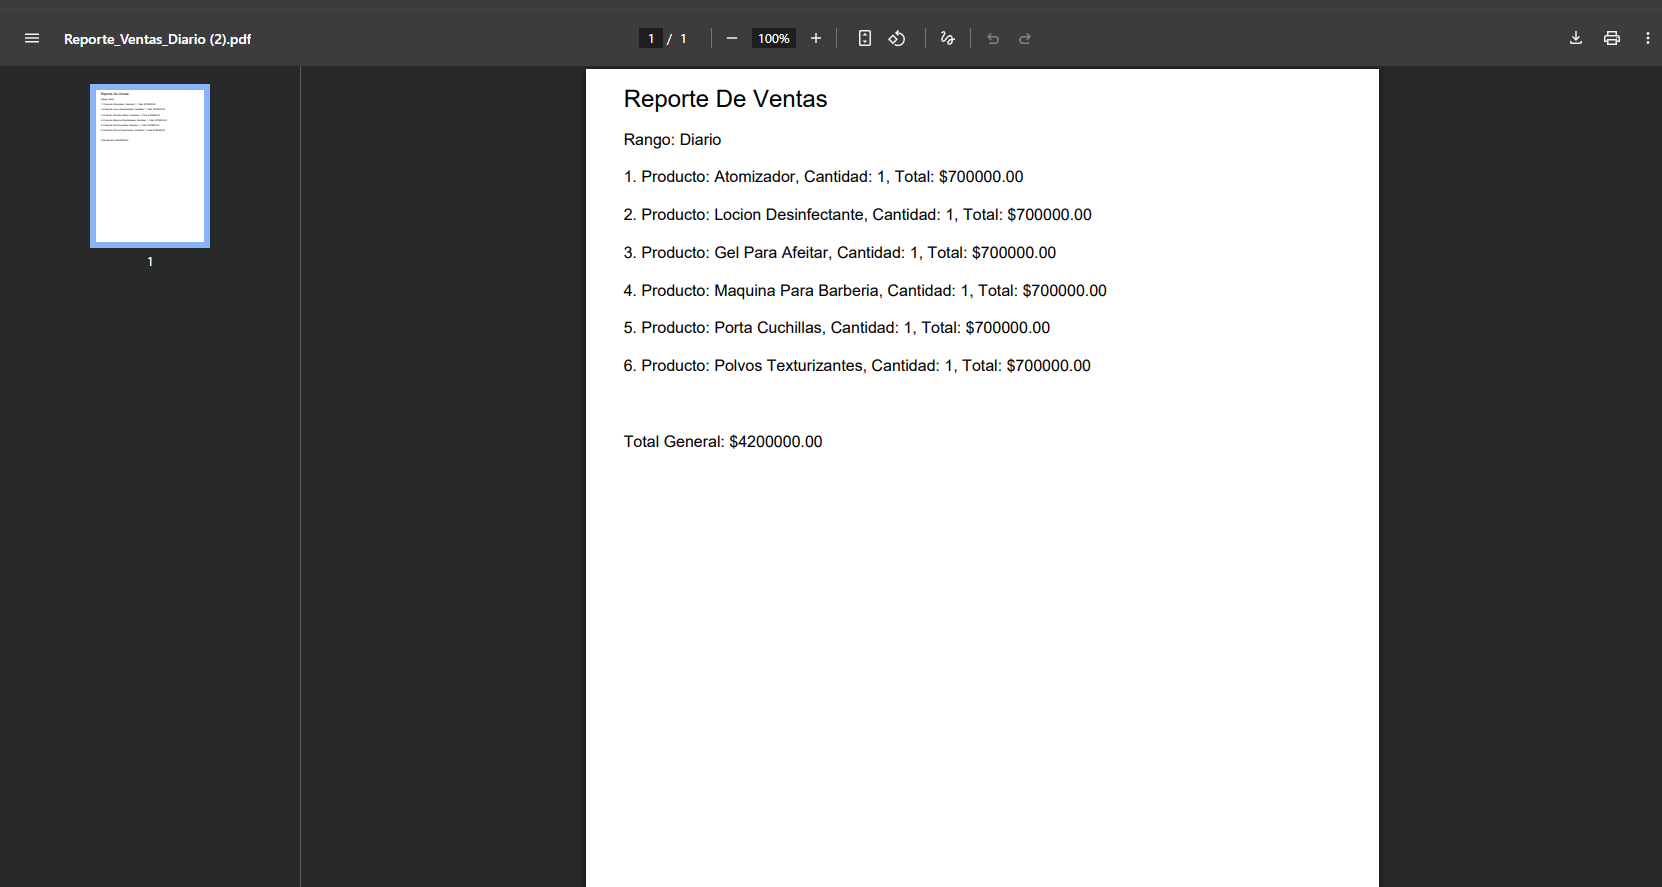 Reporte_Ventas_Diario (2).pdf
1 / 1
100%
1
Reporte De Ventas
Rango: Diario
1. Producto: Atomizador, Cantidad: 1, Total: $700000.00
2. Producto: Locion Desinfectante, Cantidad: 1, Total: $700000.00
3. Producto: Gel Para Afeitar, Cantidad: 1, Total: $700000.00
4. Producto: Maquina Para Barberia, Cantidad: 1, Total: $700000.00
5. Producto: Porta Cuchillas, Cantidad: 1, Total: $700000.00
6. Producto: Polvos Texturizantes, Cantidad: 1, Total: $700000.00
Total General: $4200000.00